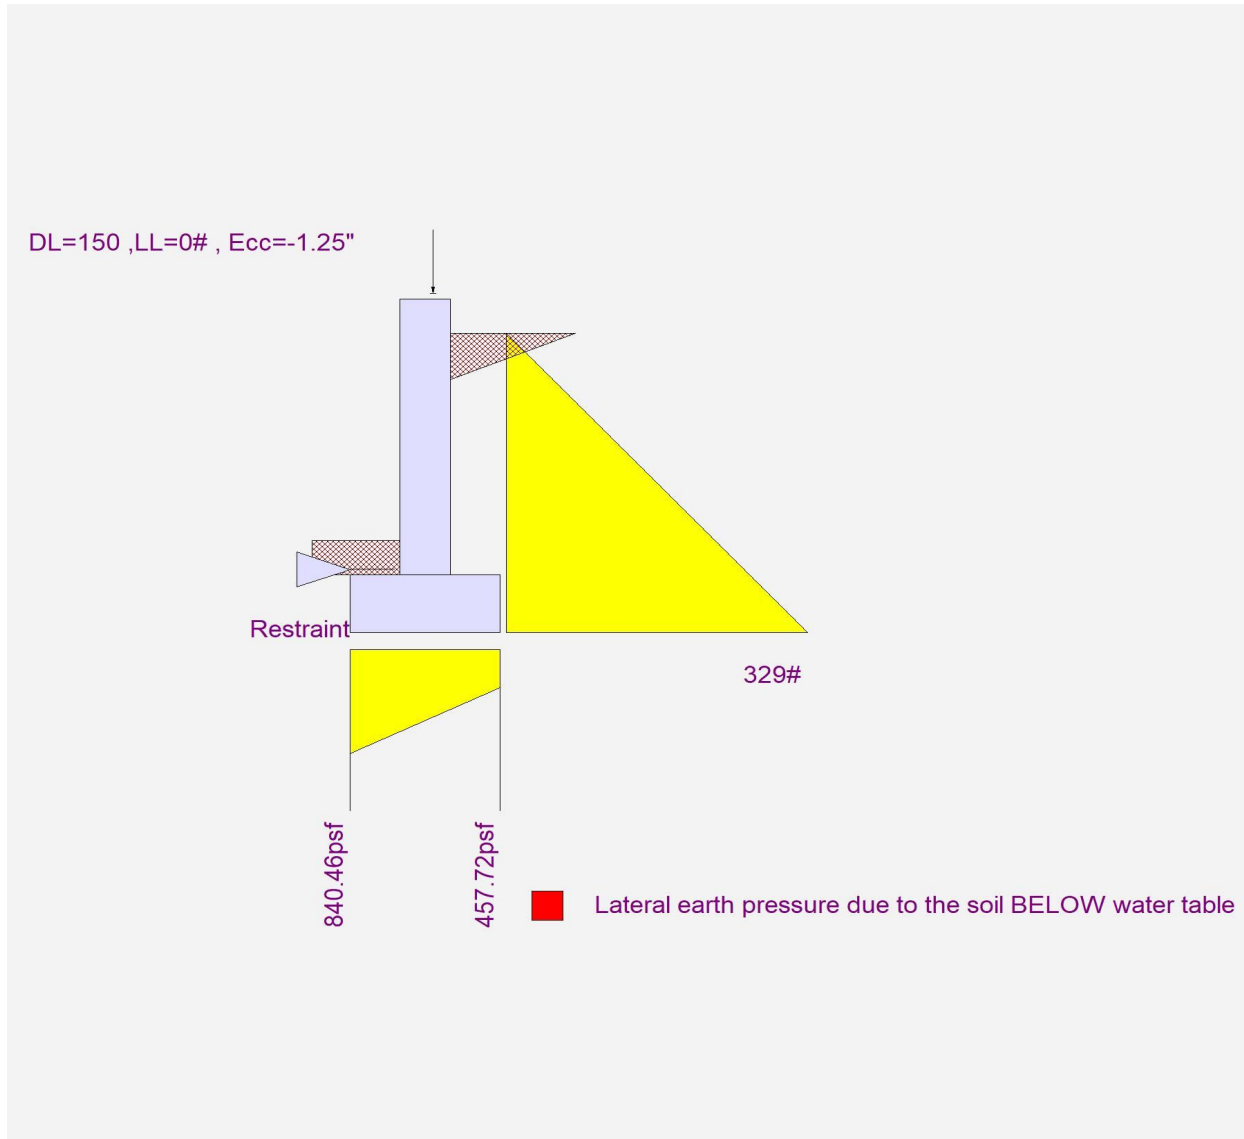 DL=150 ,LL=0# , Ecc=-1.25"
Restraint
329#
840.46psf
457.72psf
Lateral earth pressure due to the soil BELOW water table